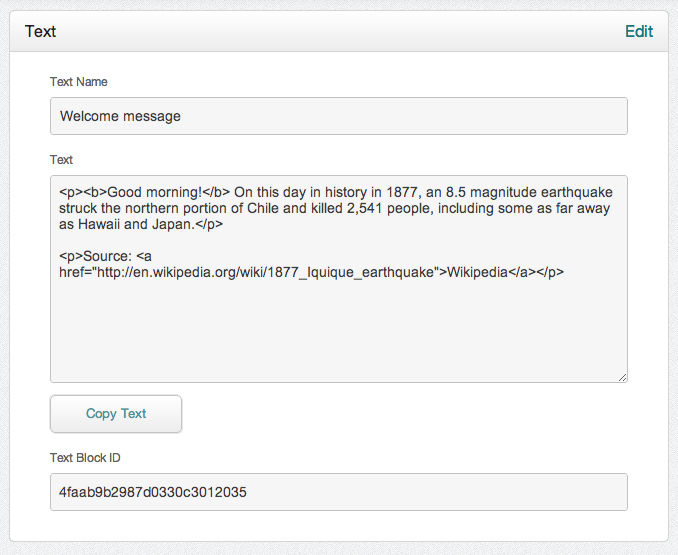 Text
Edit
Text Name
Welcome message
Text
<p><b>Good morning!</b> On this day in history in 1877, an 8.5 magnitude earthquake
struck the northern portion of Chile and killed 2,541 people, including some as far away
as Hawaii and Japan.</p>
<p>Source: <a
href="http://en.wikipedia.org/wiki/1877_Iquique_earthquake">Wikipedia</a></p>
Copy Text
Text Block ID
4faab9b2987d0330c3012035